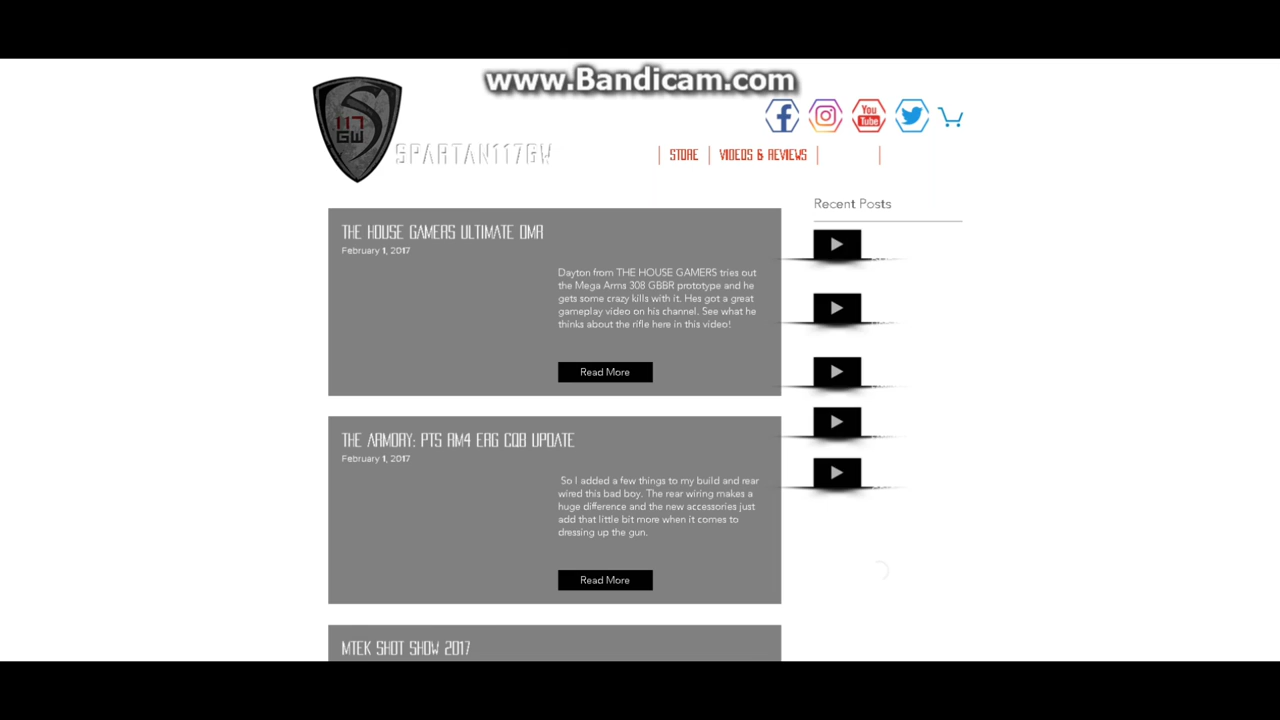 www.Bandicam.com
117
GW
SPARTAN117GW
You
Tube
STORE
VIDEOS & REVIEWS
THE HOUSE GAMERS ULTIMATE DMR
February 1, 2017
Dayton from THE HOUSE GAMERS tries out
the Mega Arms 308 GBBR prototype and he
gets some crazy kills with it. Hes got a great
gameplay video on his channel. See what he
thinks about the rifle here in this video!
Read More
THE ARMORY: PTS RM4 ERG CQB UPDATE
February 1, 2017
So I added a few things to my build and rear
wired this bad boy. The rear wiring makes a
huge difference and the new accessories just
add that little bit more when it comes to
dressing up the gun.
Read More
MTEK SHOT SHOW 2017
Recent Posts